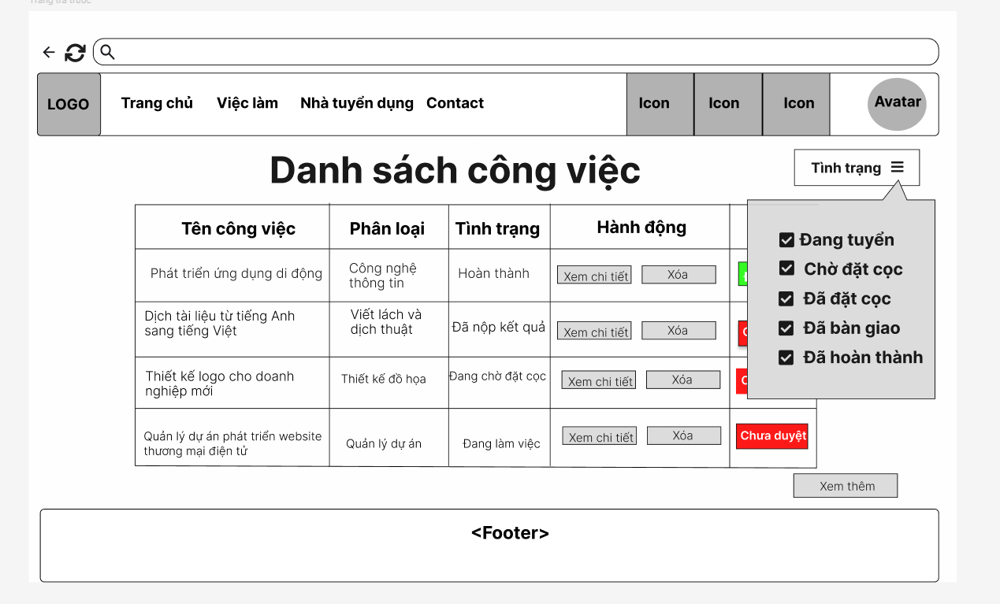 Trang tra trước
LOGO
Trang chủ
Việc làm
Nhà tuyển dụng
Contact
Icon
Icon
Icon
Avatar
Danh sách công việc
Tình trạng
Đang tuyển
Chờ đặt cọc
Đã đặt cọc
Đã bàn giao
Đã hoàn thành
Tên công việc
Phân loại
Tình trạng
Hành động
Phát triển ứng dụng di động
Công nghệ
thông tin
Hoàn thành
Xem chi tiết
Xóa
Dịch tài liệu từ tiếng Anh
sang tiếng Việt
Viết lách và
dịch thuật
Đã nộp kết quả
Xem chi tiết
Xóa
Thiết kế logo cho doanh
nghiệp mới
Thiết kế đồ họa
Đang chờ đặt cọc
Xem chi tiết
Xóa
Quản lý dự án phát triển website
thương mại điện tử
Quản lý dự án
Đang làm việc
Xem chi tiết
Xóa
Chưa duyệt
Xem thêm
<Footer>